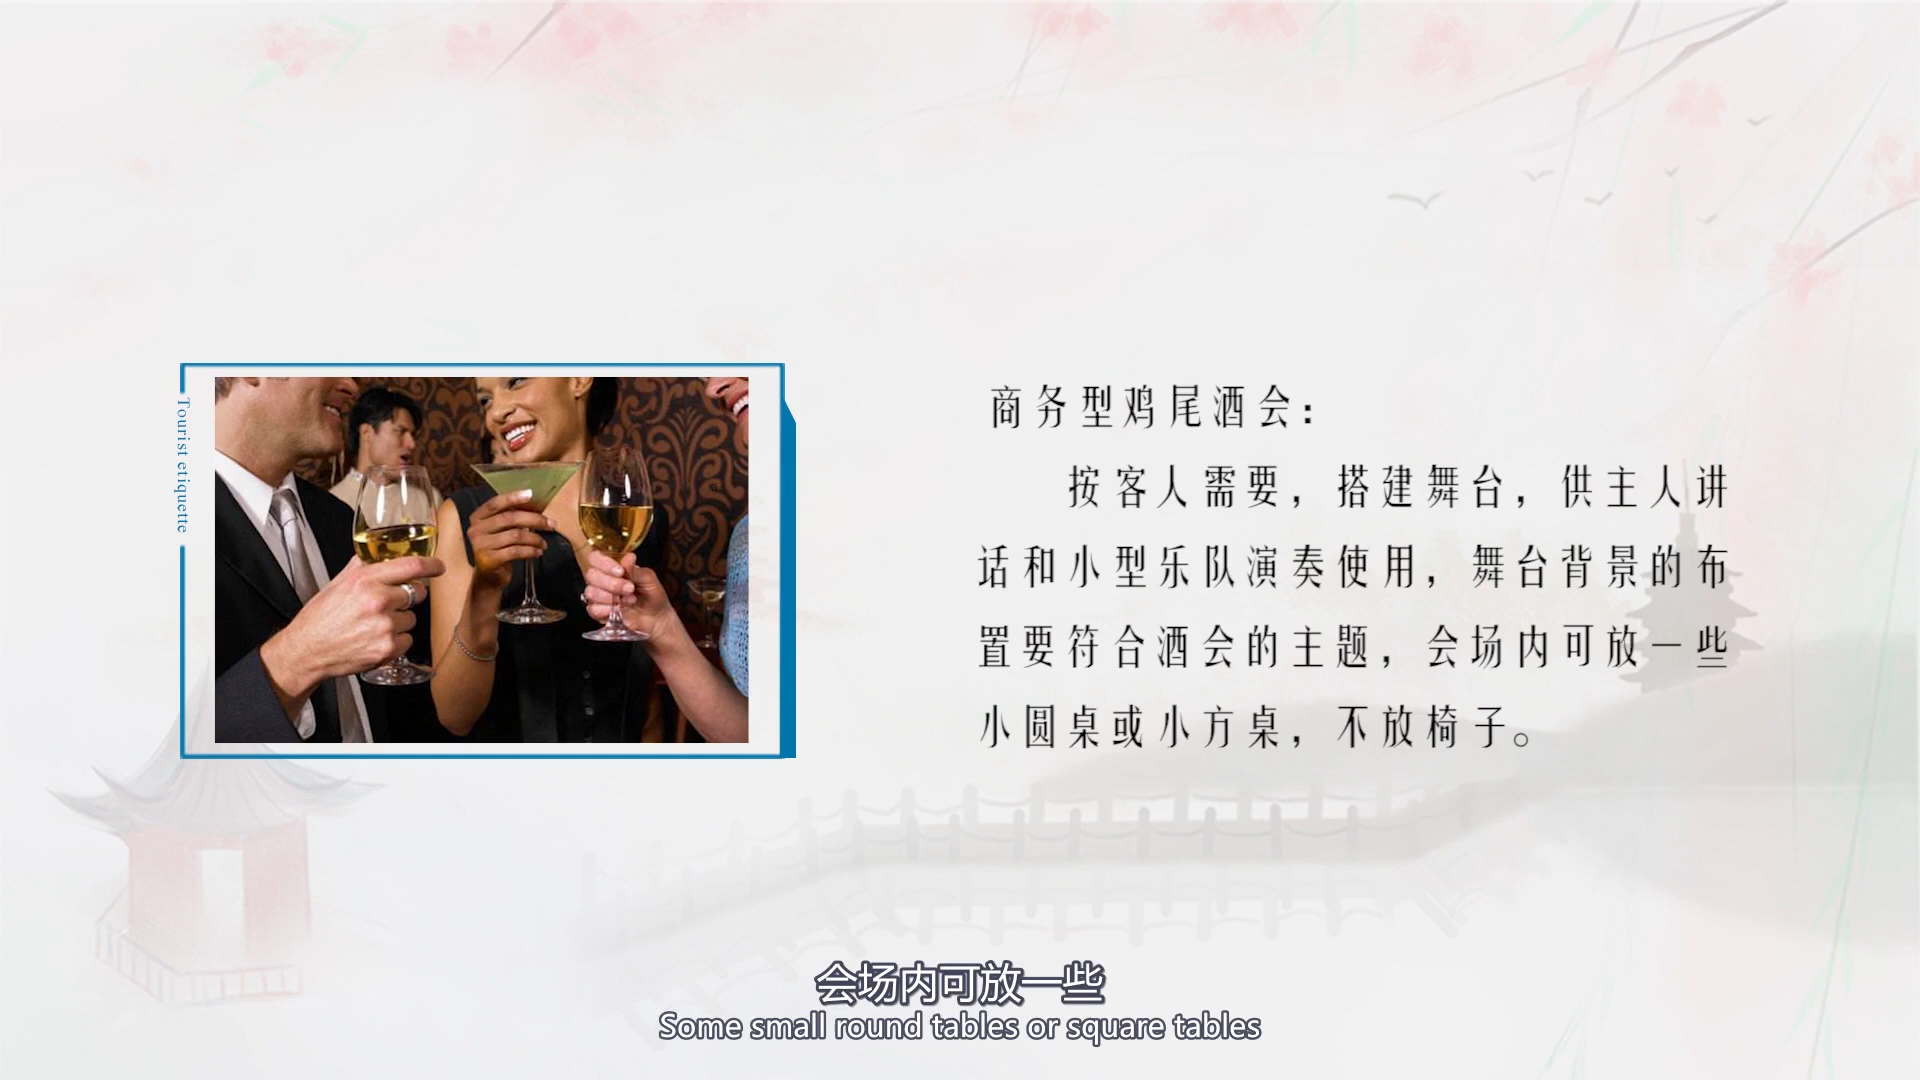 Tourist etiquette
商务型鸡尾酒会：
按客人需要，搭建舞台，供主人讲
话和小型乐队演奏使用，舞台背景的布
置要符合酒会的主题，会场内可放一些
小圆桌或小方桌，不放椅子。
会场内可放一些
Some small round tables or square tables